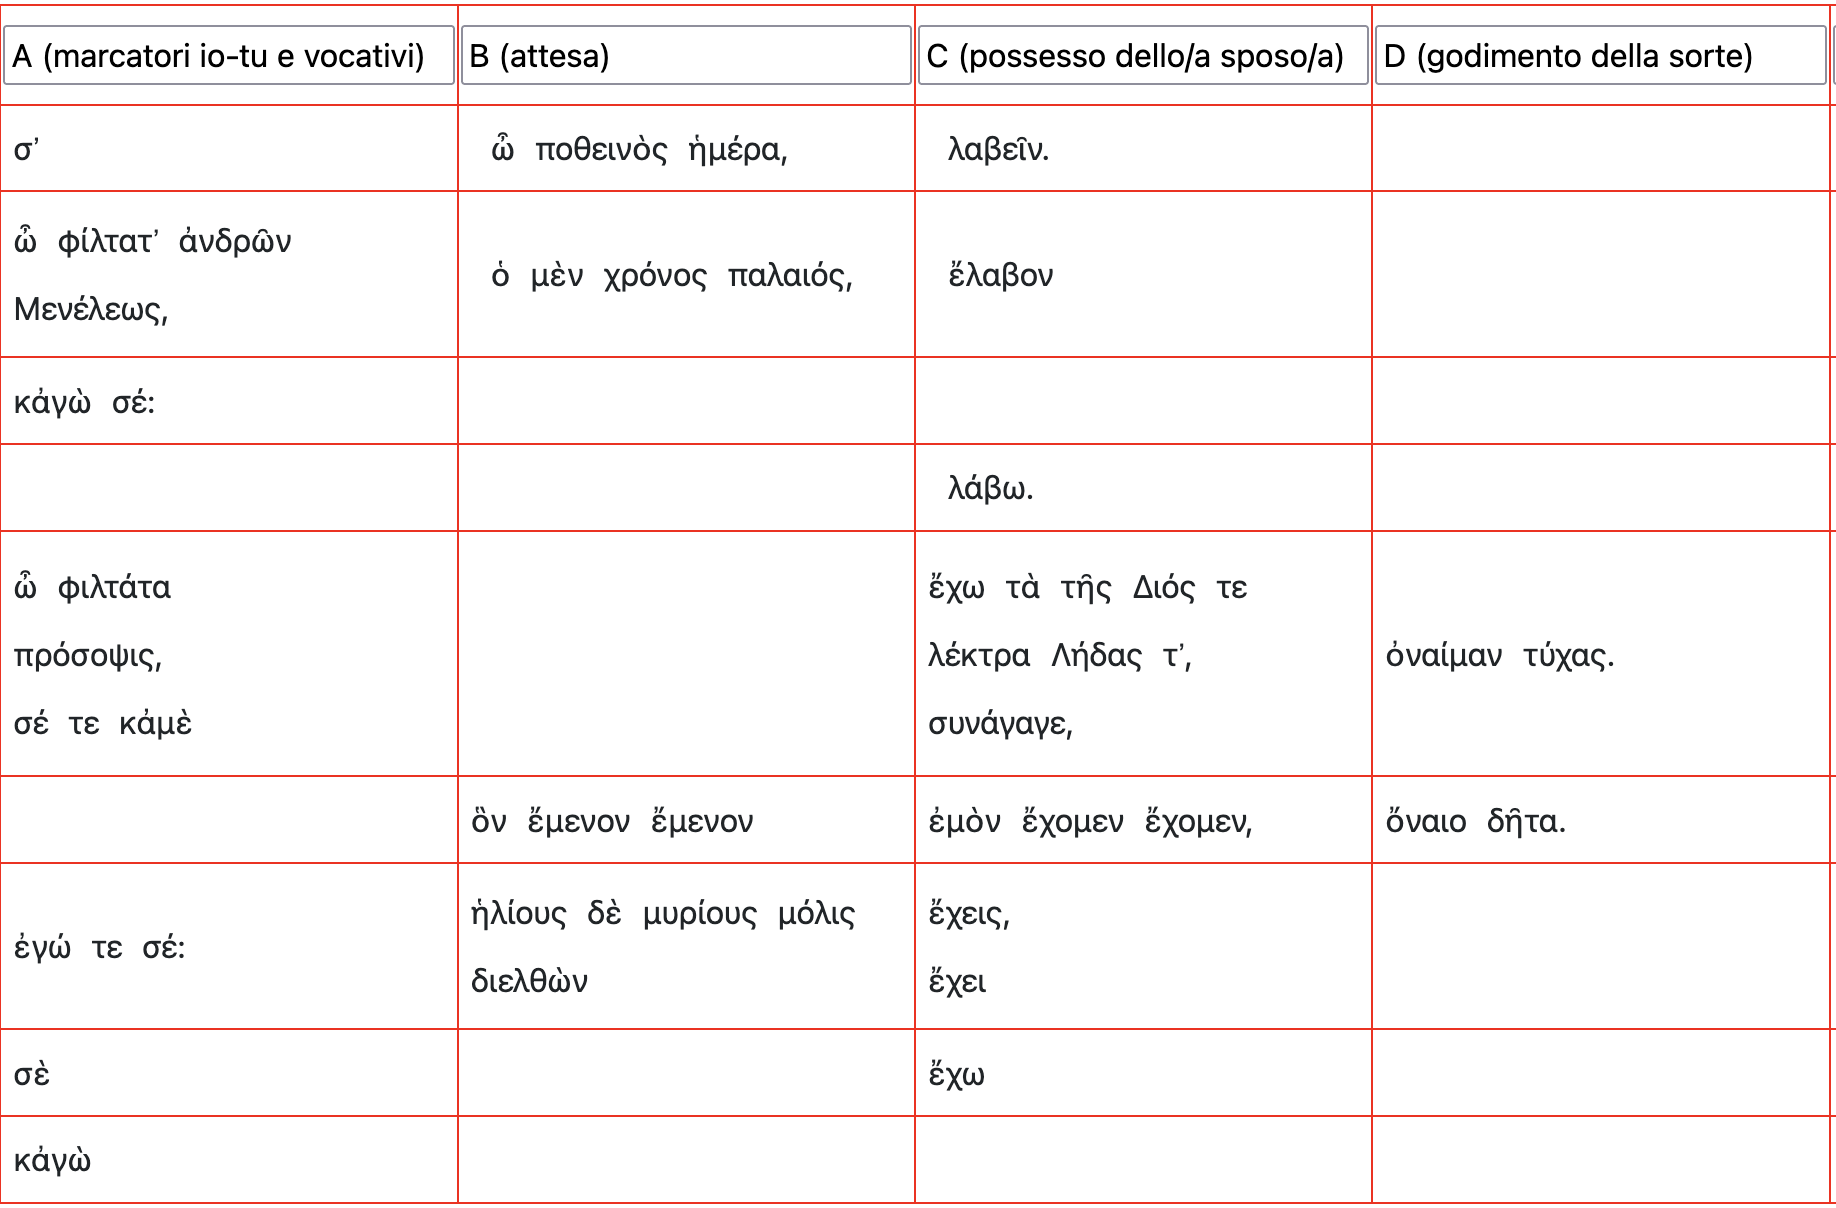 A (marcatori io-tu e vocativi)
B (attesa)
C (possesso dello/a sposo/a)
D (godimento della sorte)
σ’
ὦ ποθεινὸς ἡμέρα,
λαβεῖν.
ὦ φίλτατ’ ἀνδρῶν
Μενέλεως,
ὁ μὲν χρόνος παλαιός,
ἔλαβον
κἀγὼ σέ:
λάβω.
ὦ φιλτάτα
πρόσοψις,
σέ τε κἀμὲ
ἔχω τὰ τῆς Διός τε
λέκτρα Λήδας τ’,
συνάγαγε,
ὀναίμαν τύχας.
ὃν ἔμενον ἔμενον
ἐμὸν ἔχομεν ἔχομεν,
ὄναιο δῆτα.
ἐγώ τε σέ:
ἡλίους δὲ μυρίους μόλις
διελθὼν
ἔχεις,
ἔχει
σὲ
ἔχω
κἀγὼ